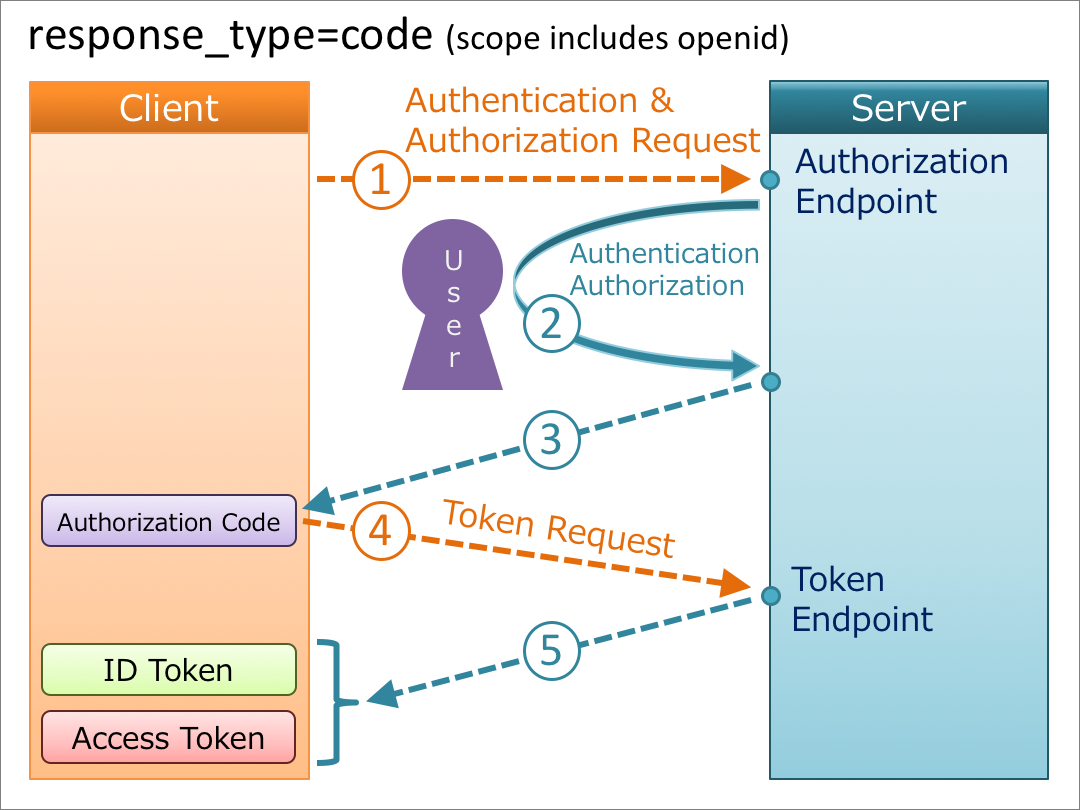 response_type=code (scope includes openid)
Client
Authentication &
Authorization Request
Server
1
Authorization
Endpoint
User
Authentication
Authorization
2
3
Authorization Code
4
Token Request
Token
Endpoint
5
ID Token
Access Token